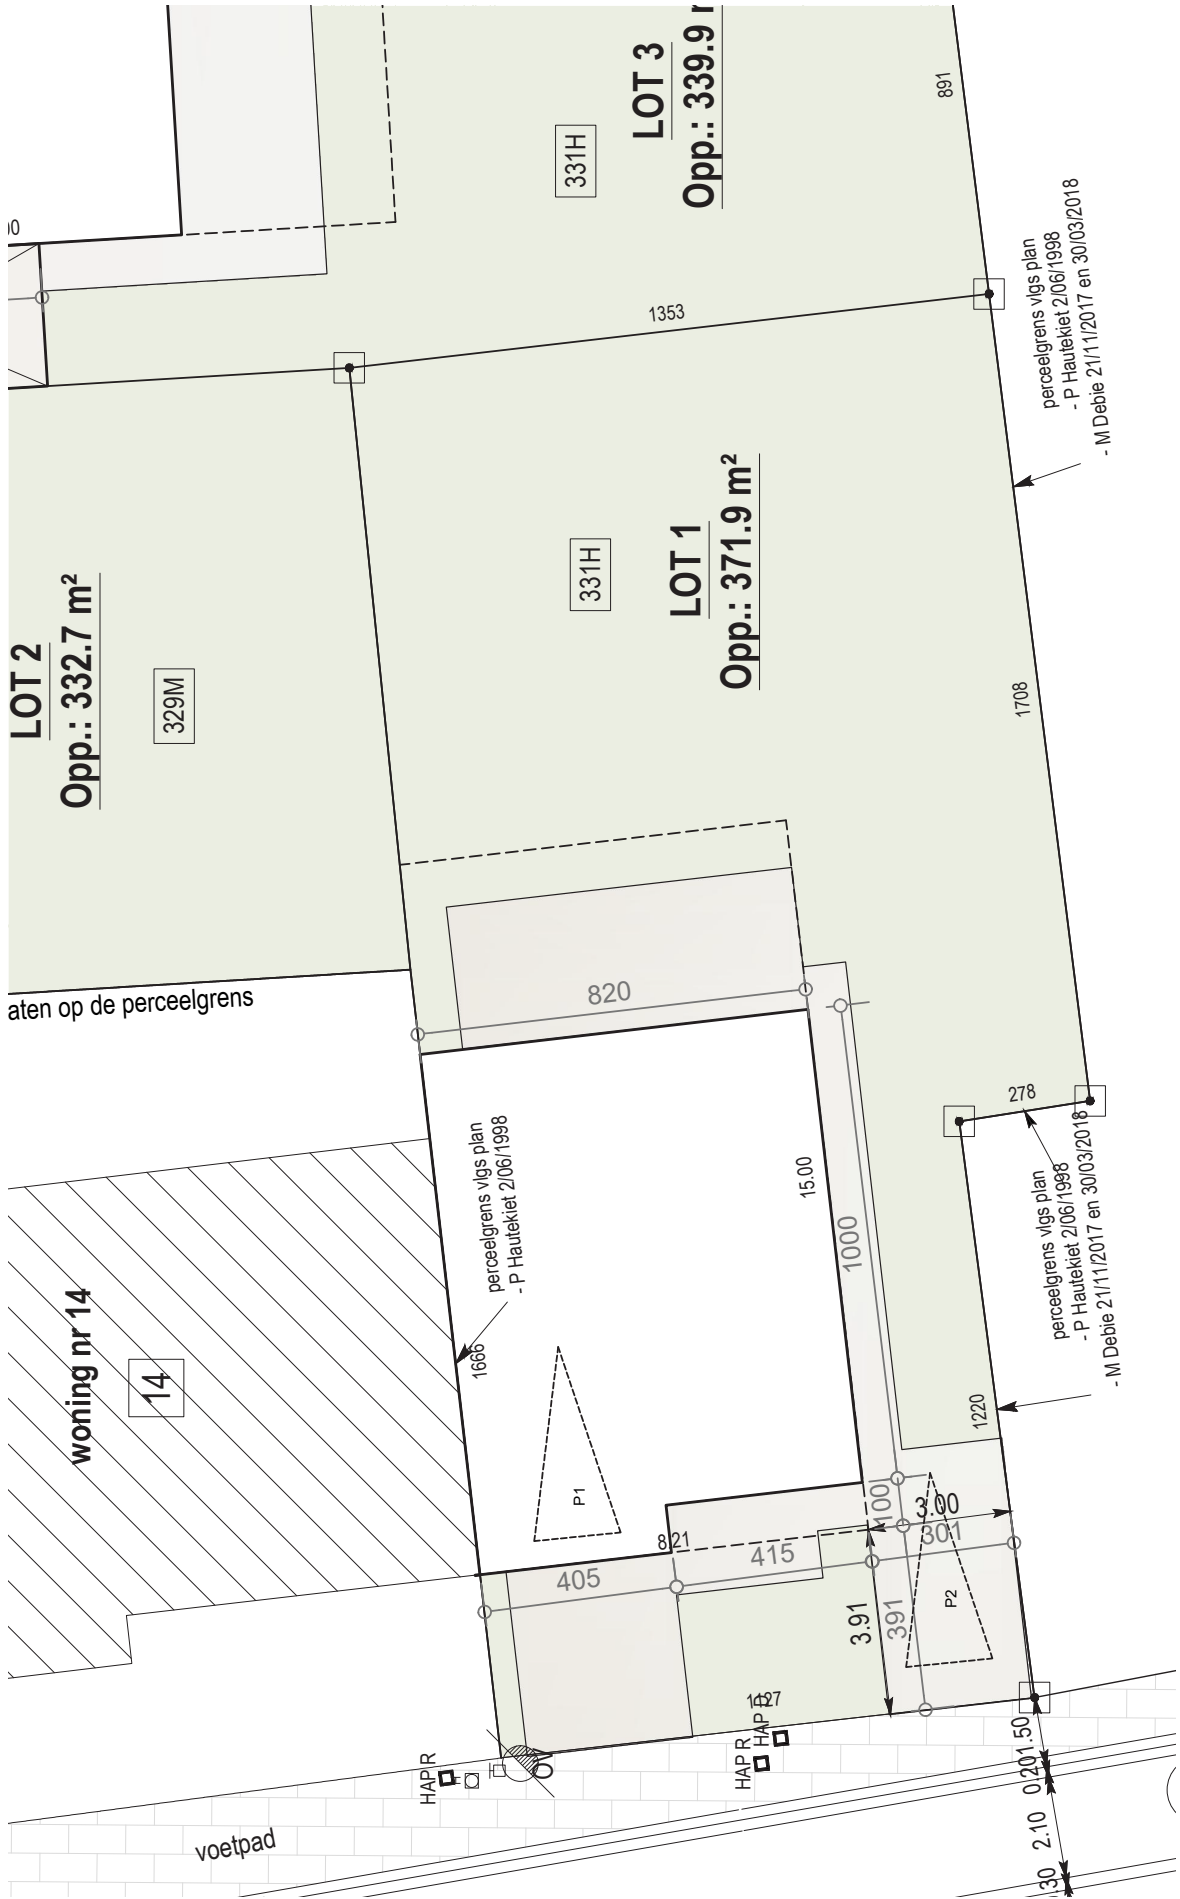 LOT 3
Opp.: 339.9
331H
891
1353
perceelgrens vlgs plan
- P Hautekiet 2/06/1998
- M Debie 21/11/2017 en 30/03/2018
LOT 2
Opp.: 332.7 m²
329M
331H
LOT 1
Opp.: 371.9 m²
1708
aten op de perceelgrens
820
278
perceelgrens vlgs plan
- P Hautekiet 2/06/1998
- M Debie 21/11/2017 en 30/03/2018
perceelgrens vlgs plan
- P Hautekiet 2/06/1998
15.00
1000
woning nr 14
14
1666
1220
P1
8.21
100
3.00
301
405
415
3.91
391
P2
1127
HAP D
HAP R
HAP R
OV
1.50
0.20
2.10
.30
voetpad